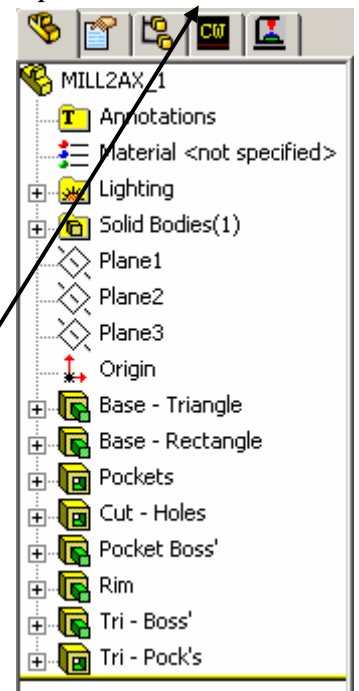 CW
MILL2AX_1
Annotations
Material <not specified>
Lighting
Solid Bodies(1)
Plane1
Plane2
Plane3
Origin
Base - Triangle
Base - Rectangle
Pockets
Cut - Holes
Pocket Boss'
Rim
Tri - Boss'
Tri - Pock's